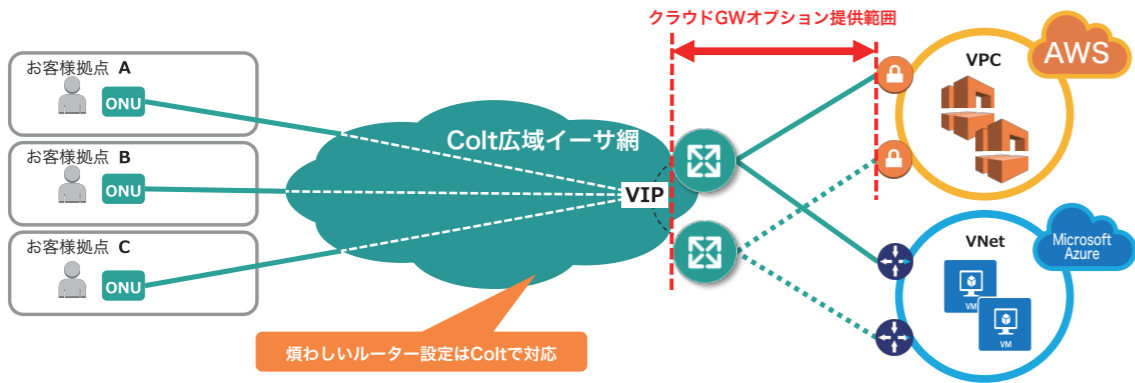 クラウドGWオプション提供範囲
お客様拠点 A
ONU
お客様拠点 B
ONU
お客様拠点 C
ONU
Colt広域イーサ網
VIP
煩わしいルーター設定はColtで対応
VPC
AWS
VNet
Microsoft
Azure
VM
VM